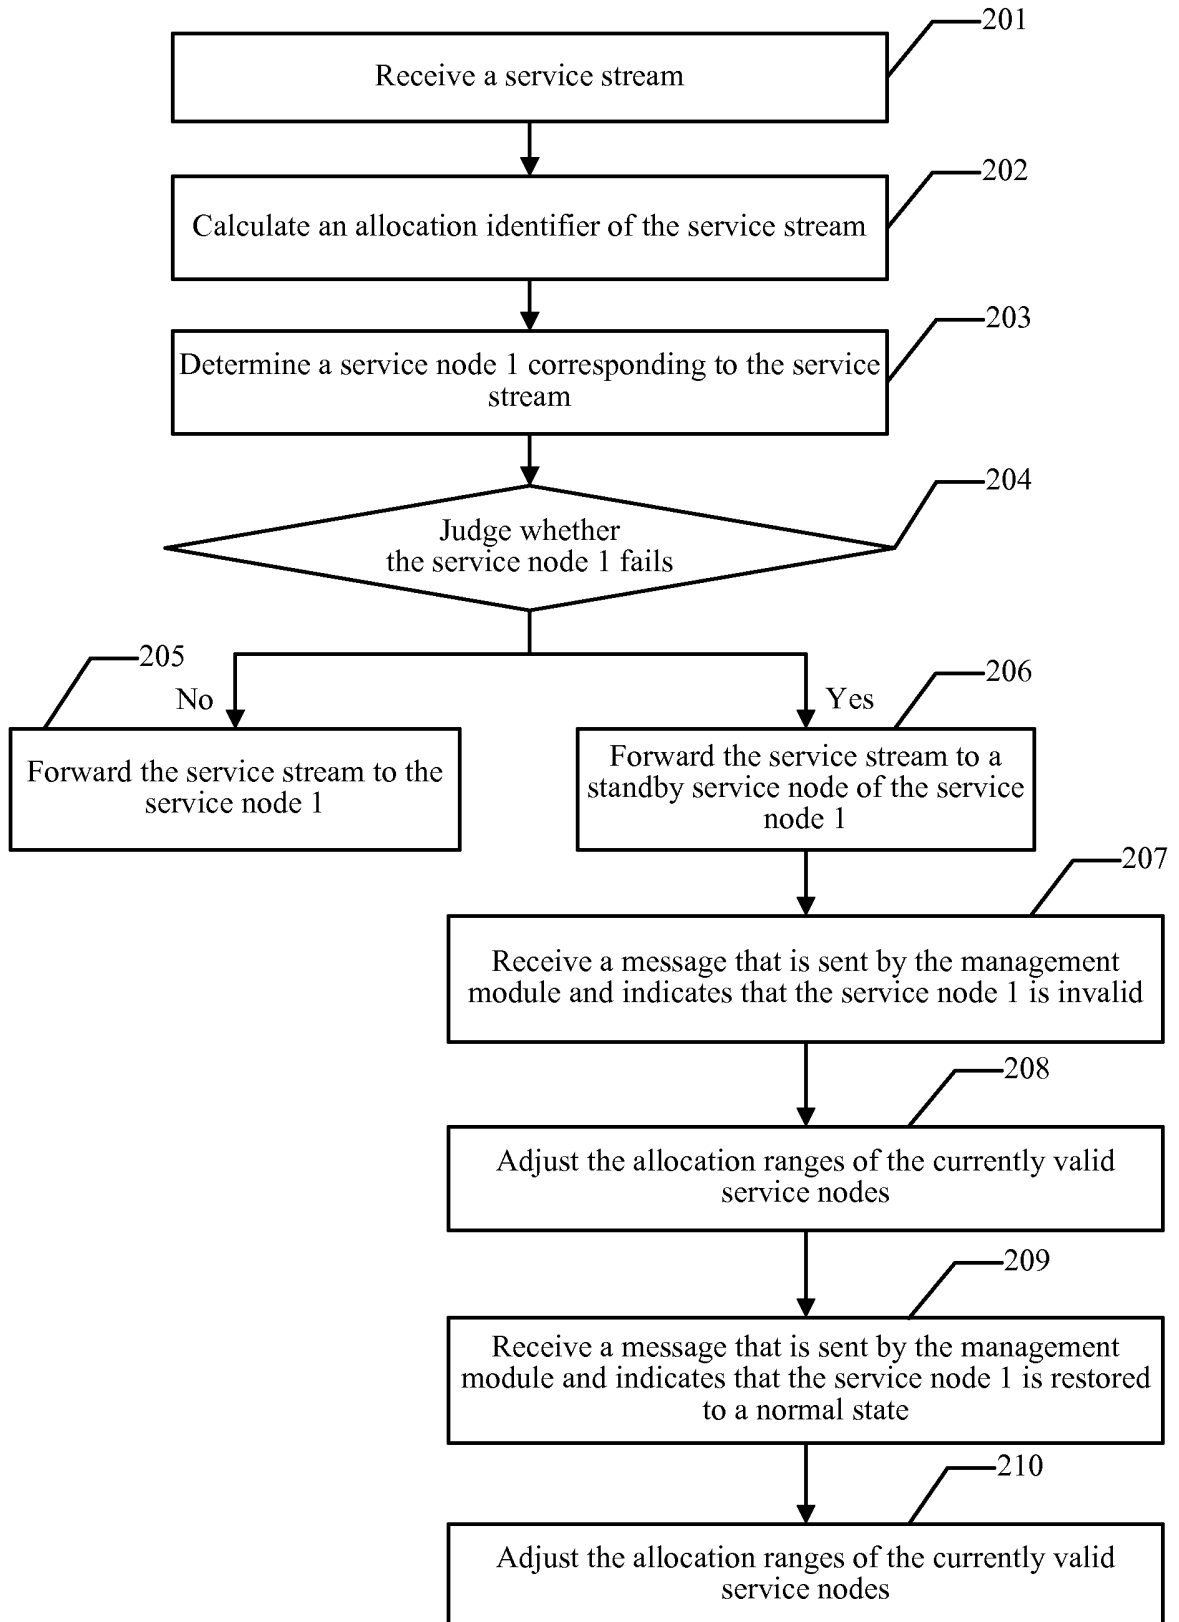 201
Receive a service stream
202
Calculate an allocation identifier of the service stream
203
Determine a service node 1 corresponding to the service
stream
204
Judge whether
the service node 1 fails
205
No
Forward the service stream to the
service node 1
206
Yes
Forward the service stream to a
standby service node of the service
node 1
207
Receive a message that is sent by the management
module and indicates that the service node 1 is invalid
208
Adjust the allocation ranges of the currently valid
service nodes
209
Receive a message that is sent by the management
module and indicates that the service node 1 is restored
to a normal state
210
Adjust the allocation ranges of the currently valid
service nodes